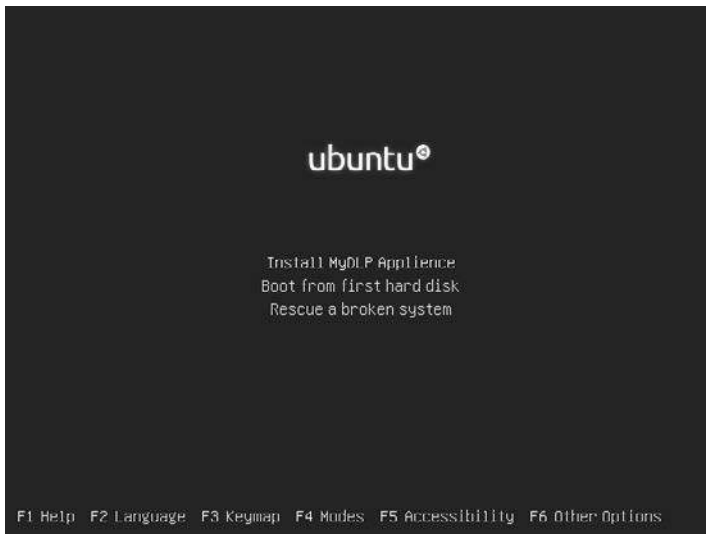 ubuntu
Install MyDLP Applience
Boot from first hard disk
Rescue a broken system
F1 Help F2 Language F3 Keymap F4 Modes F5 Accessibility F6 Other Options